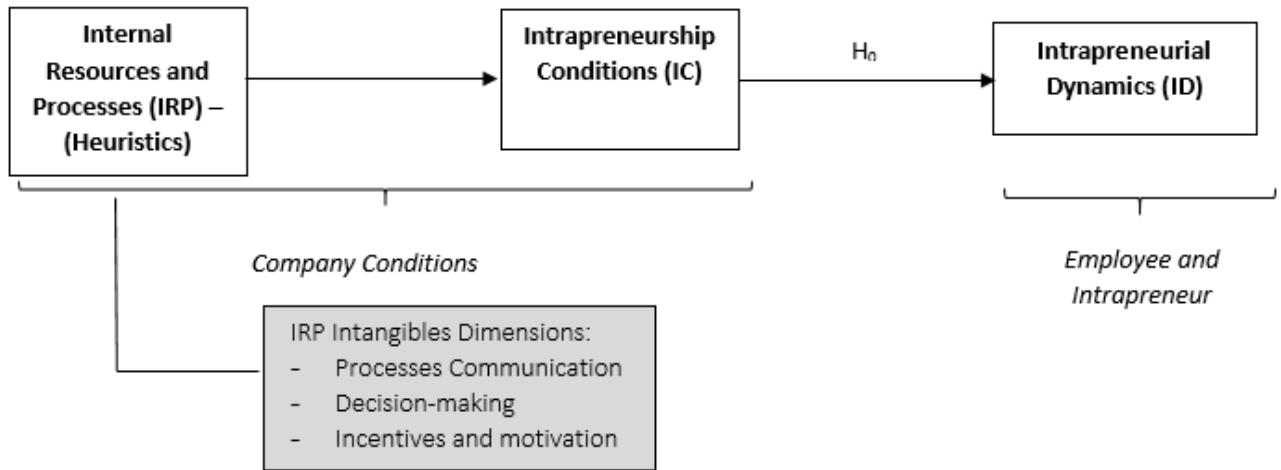 Internal
Resources and
Processes (IRP) –
(Heuristics)
Intrapreneurship
Conditions (IC)
H₀
Intrapreneurial
Dynamics (ID)
Company Conditions
Employee and
Intrapreneur
IRP Intangibles Dimensions:
- Processes Communication
- Decision-making
- Incentives and motivation